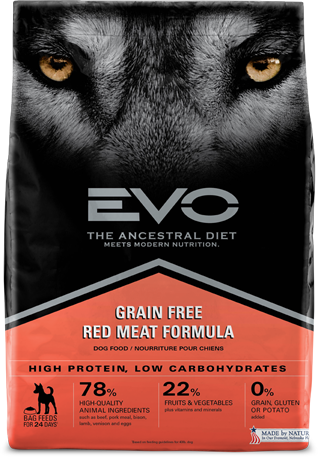 EVO
THE ANCESTRAL DIET
MEETS MODERN NUTRITION.
GRAIN FREE
RED MEAT FORMULA
DOG FOOD / NOURRITURE POUR CHIENS
HIGH PROTEIN, LOW CARBOHYDRATES
BAG FEEDS
FOR 24 DAYS!
78%
HIGH-QUALITY
ANIMAL INGREDIENTS
such as beef, pork meal, bison,
lamb, venison and eggs
22%
FRUITS & VEGETABLES
plus vitamins and minerals
0%
GRAIN, GLUTEN
OR POTATO
added
MADE by NATUR